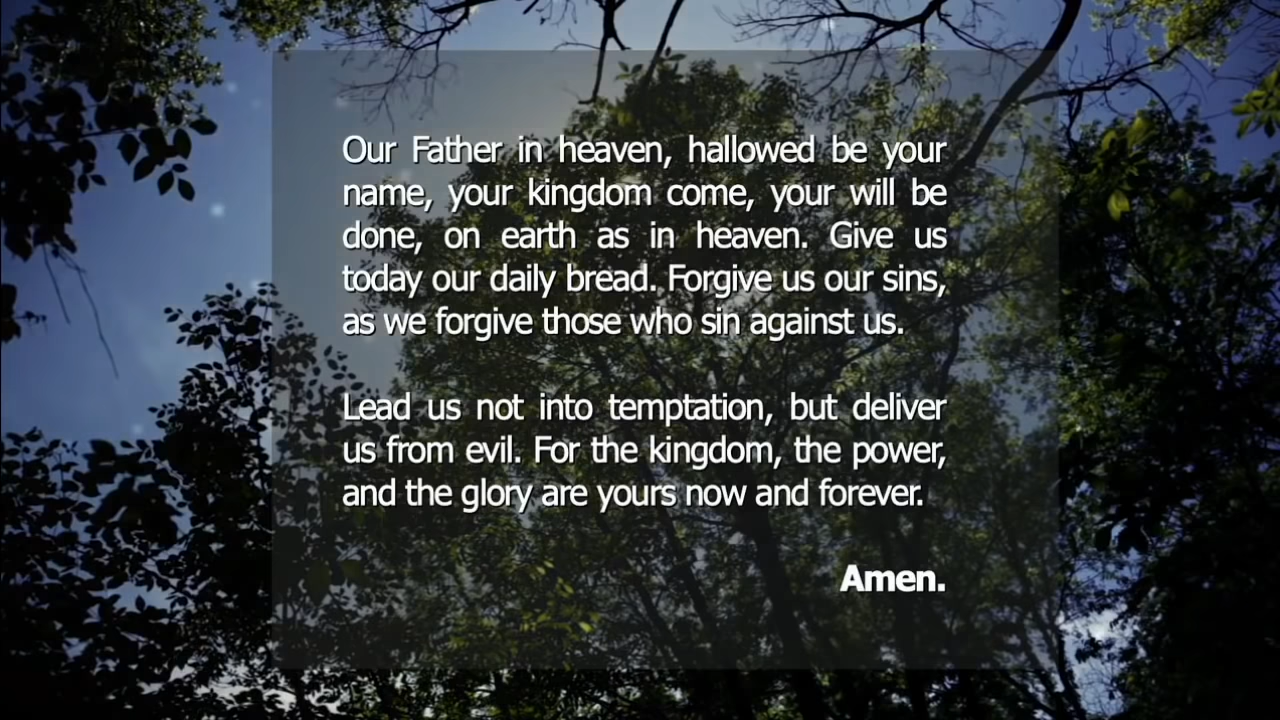 Our Father in heaven, hallowed be your
name, your kingdom come, your will be
done, on earth as in heaven. Give us
today our daily bread. Forgive us our sins,
as we forgive those who sin against us.
Lead us not into temptation, but deliver
us from evil. For the kingdom, the power,
and the glory are yours now and forever.
Amen.